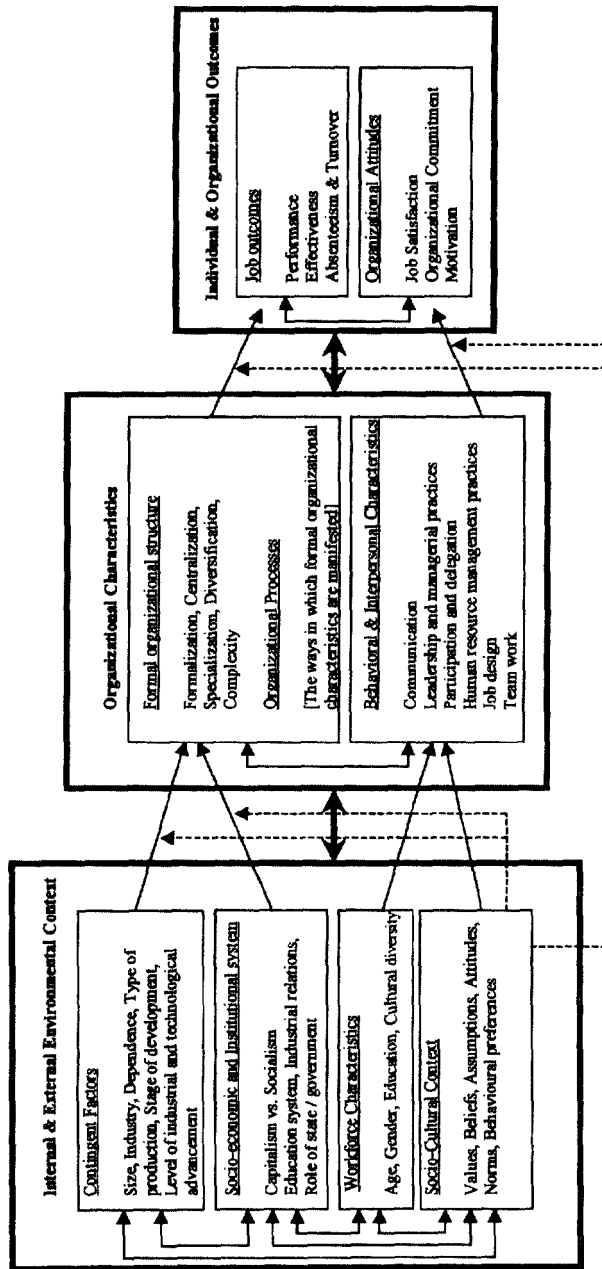 Internal & External Environmental Context
Contingent Factors
Size, Industry, Dependence, Type of
production, Stage of development,
Level of industrial and technological
advancement
Socio-economic and Institutional system
Capitalism vs. Socialism
Education system, Industrial relations,
Role of state / government
Workforce Characteristics
Age, Gender, Education, Cultural diversity
Socio-Cultural Context
Values, Beliefs, Assumptions, Attitudes,
Norms, Behavioural preferences
Organizational Characteristics
Formal organizational structure
Formalization, Centralization,
Specialization, Diversification,
Complexity
Organizational Processes
[The ways in which formal organizational
characteristics are manifested]
Behavioral & Interpersonal Characteristics
Communication
Leadership and managerial practices
Participation and delegation
Human resource management practices
Job design
Team work
Individual & Organizational Outcomes
Job outcomes
Performance
Effectiveness
Absenteeism & Turnover
Organizational Attitudes
Job Satisfaction
Organizational Commitment
Motivation